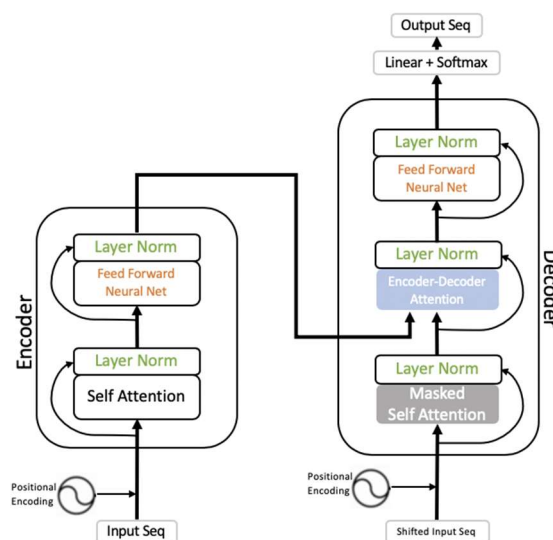 Output Seq
Linear + Softmax
Layer Norm
Feed Forward
Neural Net
Layer Norm
Encoder-Decoder
Attention
Layer Norm
Masked
Self Attention
Decoder
Positional
Encoding
Shifted Input Seq
Encoder
Layer Norm
Feed Forward
Neural Net
Layer Norm
Self Attention
Positional
Encoding
Input Seq